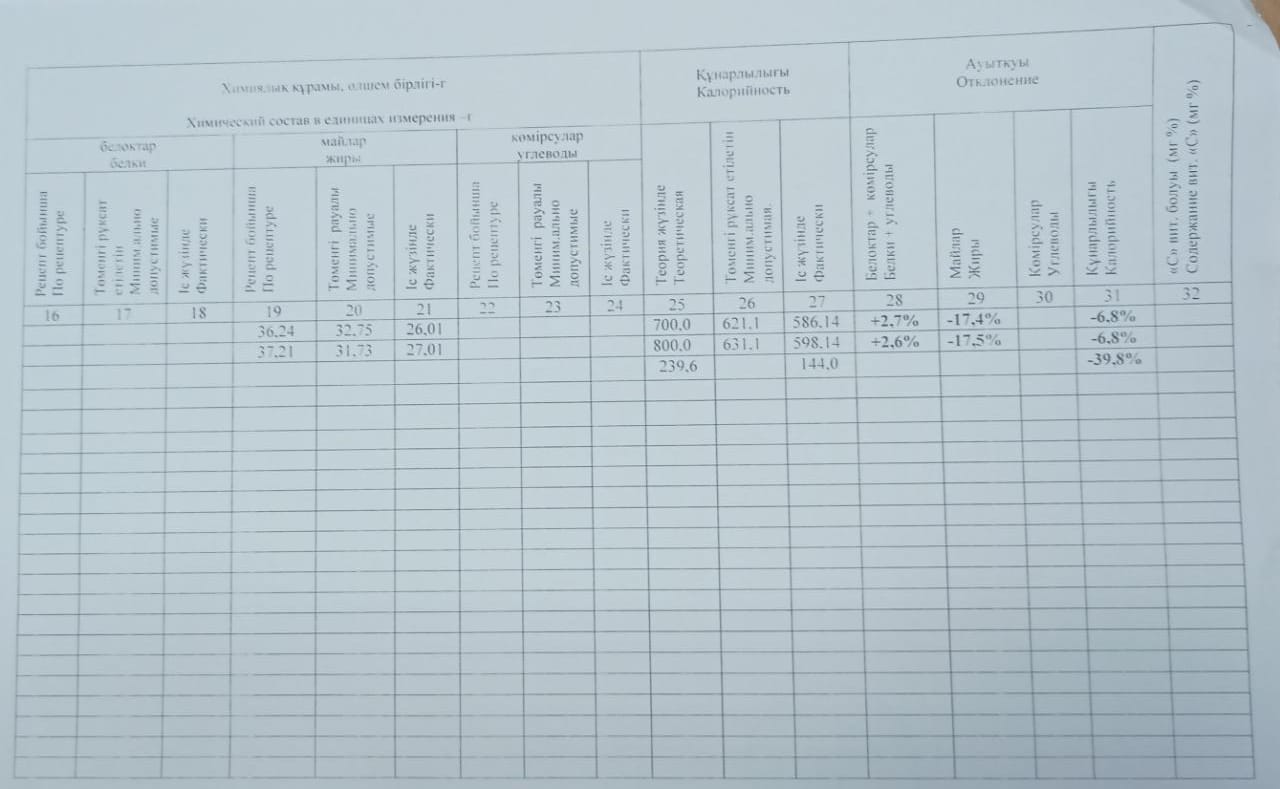 Химиялық құрамы, өлшем бірлігі-г
Химический состав в единицах измерения –г
Құнарлылығы
Калорийность
Ауытқуы
Отклонение
«С» вит. болуы (мг %)
Содержание вит. «С» (мг %)
белоктар
белки
майлар
жиры
көмірсулар
углеводы
Рецепт бойынша
По рецептуре
Төменгі рұқсат
етілетін
Минимально
допустимые
Іс жүзінде
Фактически
Рецепт бойынша
По рецептуре
Төменгі рауалы
Минимально
допустимые
Іс жүзінде
Фактически
Рецепт бойынша
По рецептуре
Төменгі рауалы
Минимально
допустимые
Іс жүзінде
Фактически
Теория жүзінде
Теоретическая
Төменгі рұқсат етілетін
Минимально
допустимая.
Іс жүзінде
Фактически
Белоктар + көмірсулар
Белки + углеводы
Майлар
Жиры
Көмірсулар
Углеводы
Құнарлылығы
Калорийность
16 17 18 19 20 21 22 23 24 25 26 27 28 29 30 31 32
36,24 32,75 26,01 700,0 621,1 586,14 +2,7% -17,4% -6,8%
37,21 31,73 27,01 800,0 631,1 598,14 +2,6% -17,5% -6,8%
239,6 144,0 -39,8%